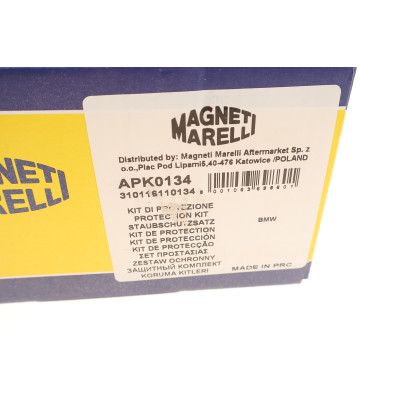 MAGNETI
MARELLI
Distributed by: Magneti Marelli Aftermarket Sp. z
o.o.,Plac Pod Lipami5,40-476 Katowice /POLAND
APK0134
310116110134
KIT DI PROTEZIONE
PROTECTION KIT
STAUBSCHUTZSATZ
KIT DE PROTECTION
KIT DE PROTECCIÓN
KIT DE PROTECÇÃO
ΣΕΤ ΠΡΟΣΤΑΣΙΑΣ
ZESTAW OCHRONNY
ЗАЩИТНЫЙ КОМПЛЕКТ
KORUMA KITLERI
BMW
MADE IN PRC
MAGNETI
MARELLI